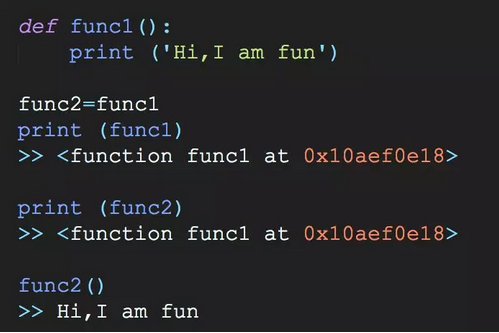 def func1():
    print ('Hi,I am fun')
func2=func1
print (func1)
>> <function func1 at 0x10aef0e18>
print (func2)
>> <function func1 at 0x10aef0e18>
func2()
>> Hi,I am fun